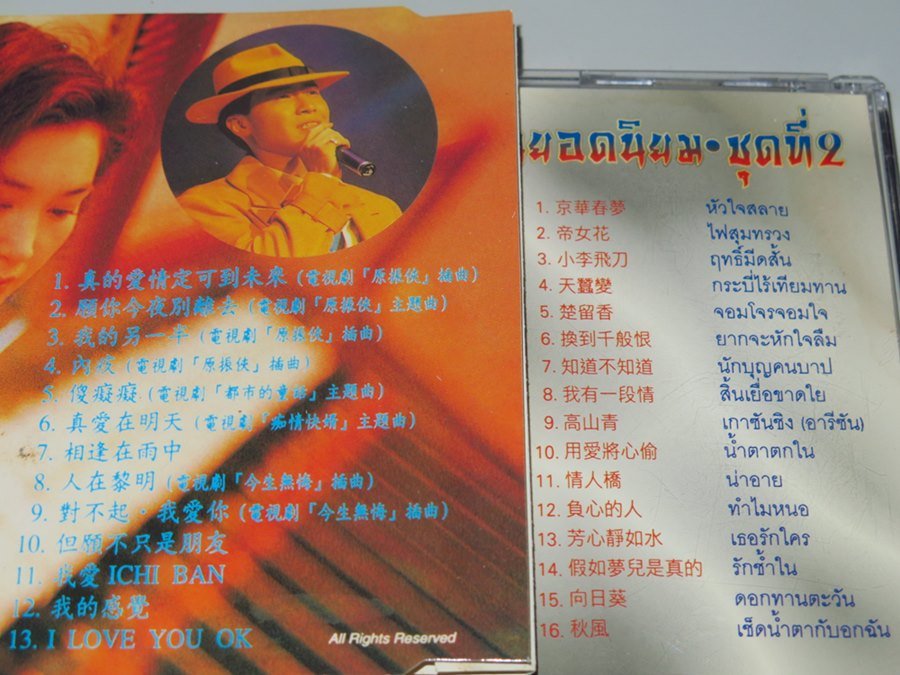 1. 真的愛情定可到未來 (電視劇「原振俠」插曲)
2. 願你今夜別離去 (電視劇「原振俠」主題曲)
3. 我的另一半 (電視劇「原振俠」插曲)
4. 內疚 (電視劇「原振俠」插曲)
5. 傻癡癡 (電視劇「都市的童話」主題曲)
6. 真愛在明天 (電視劇「痴情快婿」主題曲)
7. 相逢在雨中
8. 人在黎明 (電視劇「今生無悔」插曲)
9. 對不起·我愛你 (電視劇「今生無悔」插曲)
10. 但願不只是朋友
11. 我愛 ICHI BAN
12. 我的感覺
13. I LOVE YOU OK
All Rights Reserved
ยอดนิยม • ชุดที่ 2
1. 京華春夢 หัวใจสลาย
2. 帝女花 ไฟสุมทรวง
3. 小李飛刀 ฤทธิ์มีดสั้น
4. 天蠶變 กระบี่ไร้เทียมทาน
5. 楚留香 จอมโจรจอมใจ
6. 換到千般恨 ยากจะหักใจลืม
7. 知道不知道 นักบุญคนบาป
8. 我有一段情 สิ้นเยื่อขาดใย
9. 高山青 เกาซันชิง (อารีซัน)
10. 用愛將心偷 น้ำตาตกใน
11. 情人橋 น่าอาย
12. 負心的人 ทำไมหนอ
13. 芳心靜如水 เธอรักใคร
14. 假如夢兒是真的 รักซ้ำใน
15. 向日葵 ดอกทานตะวัน
16. 秋風 เช็ดน้ำตากับอกฉัน